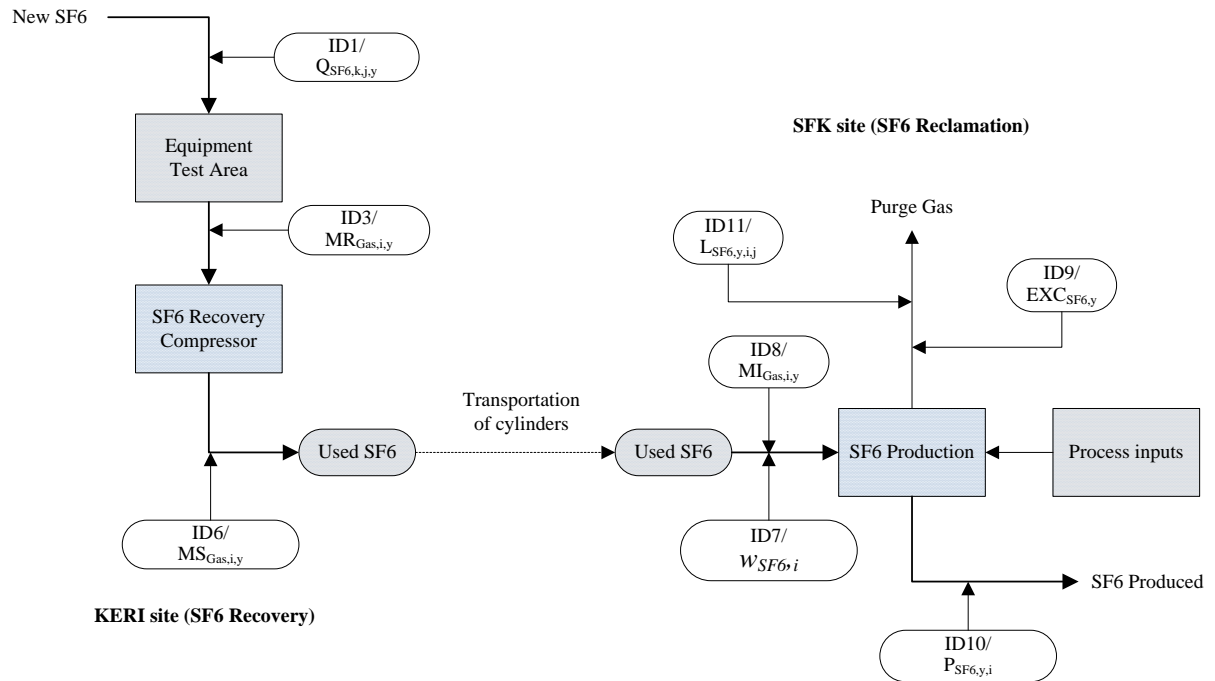 New SF6
ID1/
QSF6,k,j,y
Equipment
Test Area
ID3/
MRGas,i,y
SF6 Recovery
Compressor
Used SF6
ID6/
MSGas,i,y
KERI site (SF6 Recovery)
Transportation
of cylinders
SFK site (SF6 Reclamation)
Purge Gas
ID11/
LSF6,y,i,j
ID9/
EXCSF6,y
ID8/
MIGas,i,y
Used SF6
SF6 Production
Process inputs
ID7/
wSF6,i
SF6 Produced
ID10/
PSF6,y,i